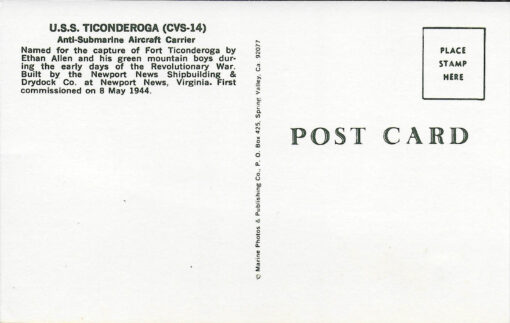 U.S.S. TICONDEROGA (CVS-14)
Anti-Submarine Aircraft Carrier
Named for the capture of Fort Ticonderoga by
Ethan Allen and his green mountain boys dur-
ing the early days of the Revolutionary War.
Built by the Newport News Shipbuilding &
Drydock Co. at Newport News, Virginia. First
commissioned on 8 May 1944.
© Marine Photos & Publishing Co., P. O. Box 425, Spring Valley, Ca. 92077
PLACE
STAMP
HERE
POST CARD